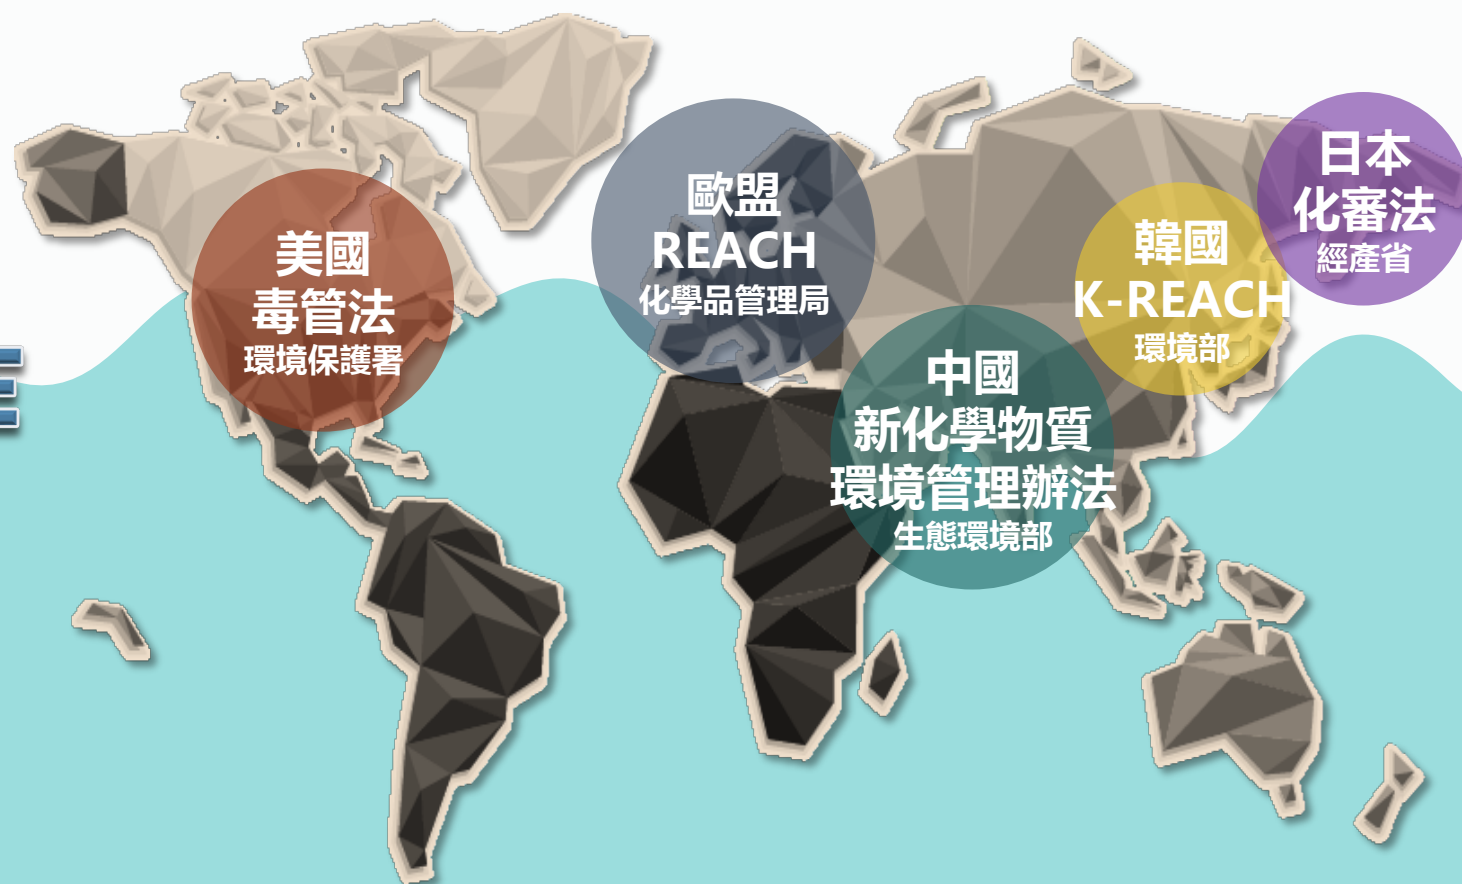 美國
毒管法
環境保護署
歐盟
REACH
化學品管理局
中國
新化學物質
環境管理辦法
生態環境部
韓國
K-REACH
環境部
日本
化審法
經產省